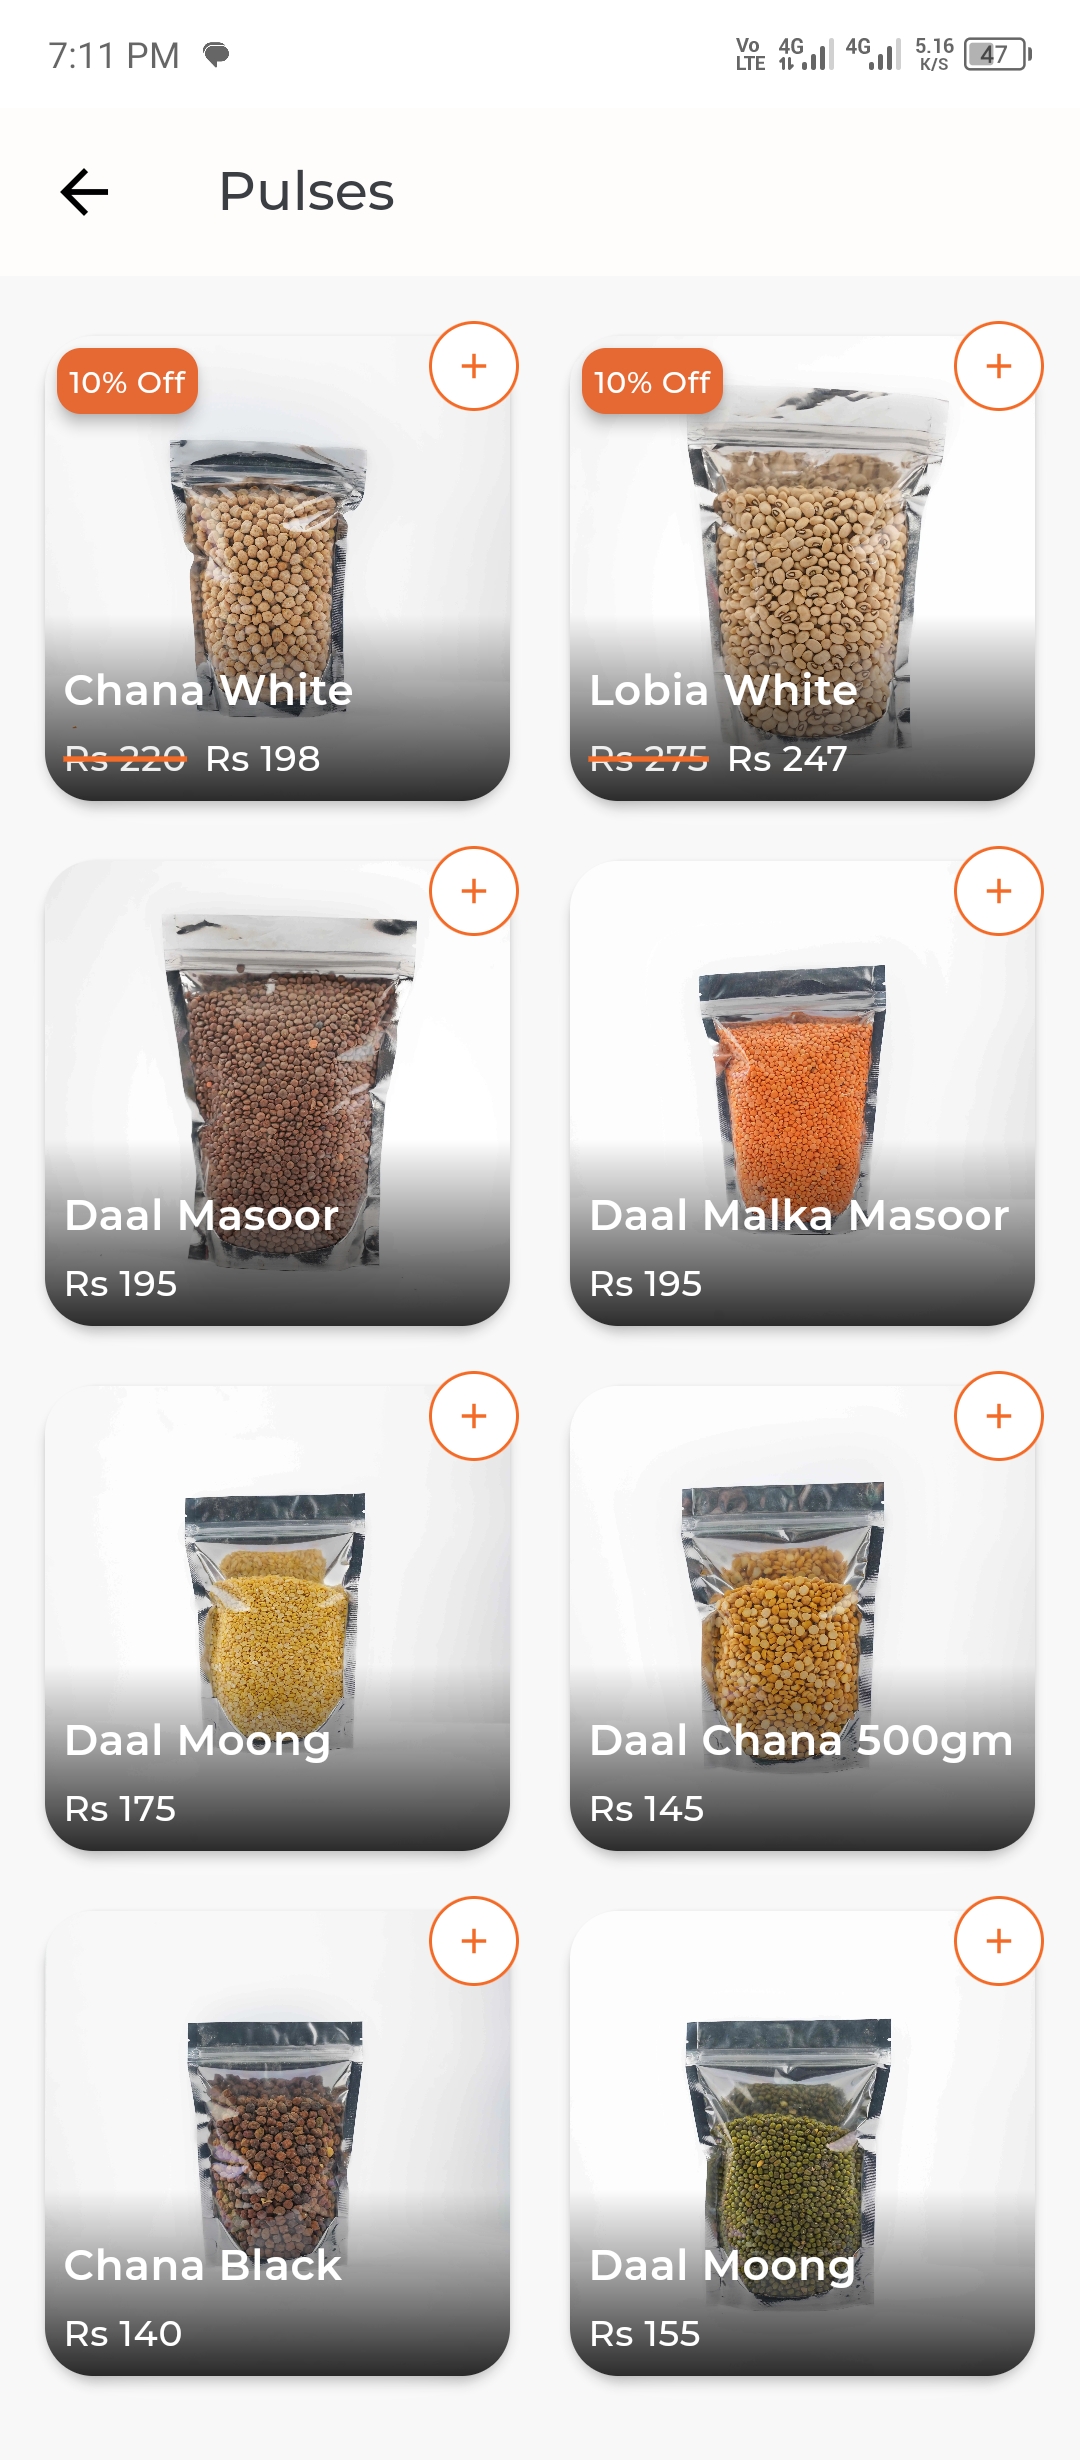 7:11 PM
Vo LTE 4G 4G 5.16 K/S 47
Pulses
10% Off
10% Off
Chana White
Rs 220 Rs 198
Lobia White
Rs 275 Rs 247
Daal Masoor
Rs 195
Daal Malka Masoor
Rs 195
Daal Moong
Rs 175
Daal Chana 500gm
Rs 145
Chana Black
Rs 140
Daal Moong
Rs 155